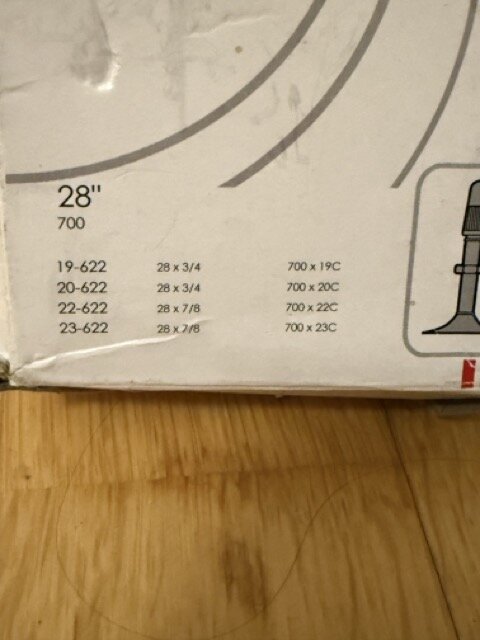 28"
700
19-622 28 x 3/4 700 x 19C
20-622 28 x 3/4 700 x 20C
22-622 28 x 7/8 700 x 22C
23-622 28 x 7/8 700 x 23C